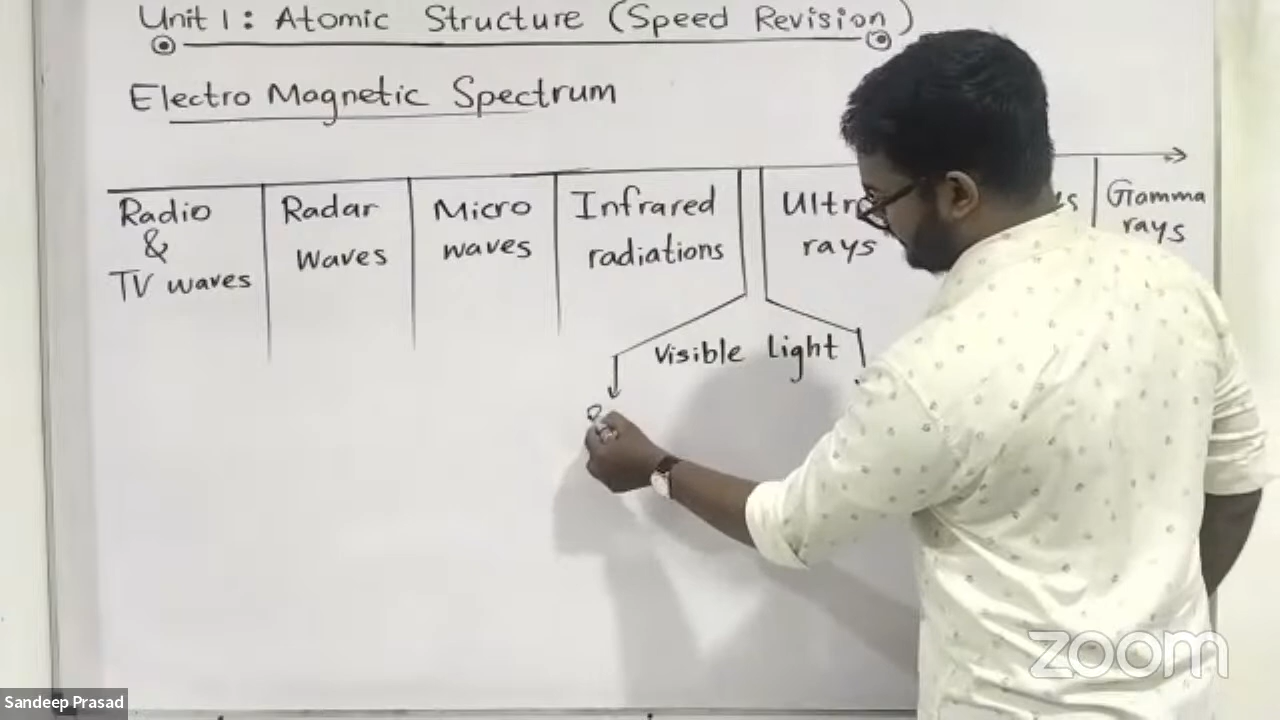 Unit 1: Atomic Structure (Speed Revision)
Electro Magnetic Spectrum
Radio & TV waves
Radar waves
Micro waves
Infrared radiations
rays
Gamma rays
Visible Light
zoom
Sandeep Prasad